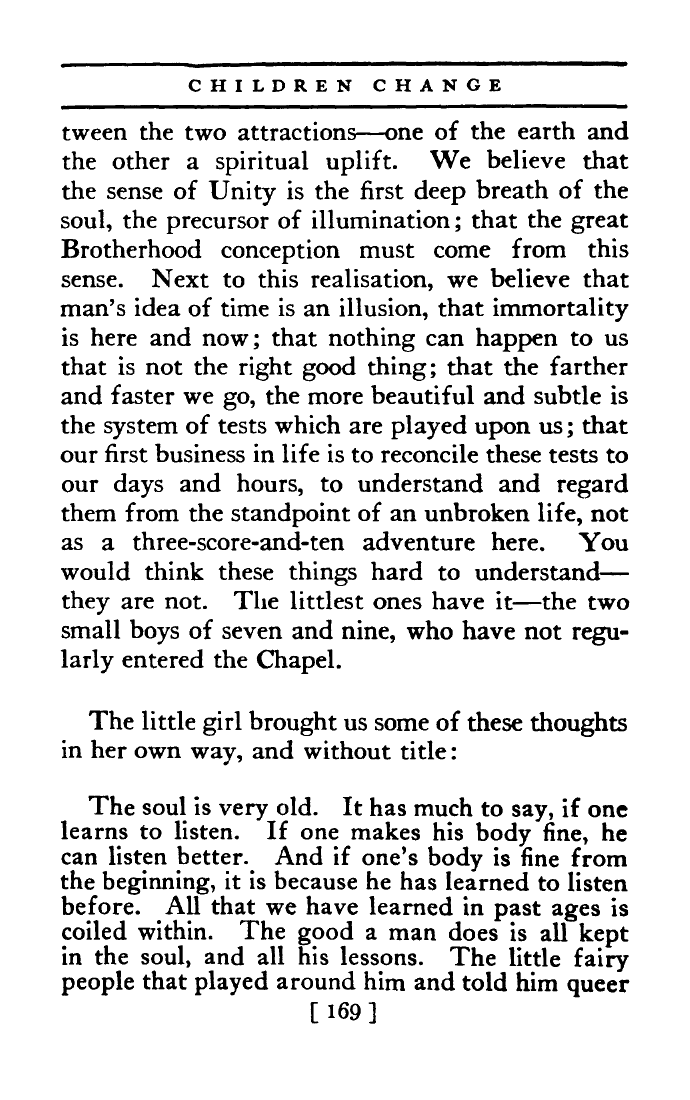 CHILDREN CHANGE
tween the two attractions—one of the earth and
the other a spiritual uplift. We believe that
the sense of Unity is the first deep breath of the
soul, the precursor of illumination; that the great
Brotherhood conception must come from this
sense. Next to this realisation, we believe that
man's idea of time is an illusion, that immortality
is here and now; that nothing can happen to us
that is not the right good thing; that the farther
and faster we go, the more beautiful and subtle is
the system of tests which are played upon us; that
our first business in life is to reconcile these tests to
our days and hours, to understand and regard
them from the standpoint of an unbroken life, not
as a three-score-and-ten adventure here. You
would think these things hard to understand—
they are not. The littlest ones have it—the two
small boys of seven and nine, who have not regu-
larly entered the Chapel.
The little girl brought us some of these thoughts
in her own way, and without title:
The soul is very old. It has much to say, if one
learns to listen. If one makes his body fine, he
can listen better. And if one's body is fine from
the beginning, it is because he has learned to listen
before. All that we have learned in past ages is
coiled within. The good a man does is all kept
in the soul, and all his lessons. The little fairy
people that played around him and told him queer
[ 169 ]